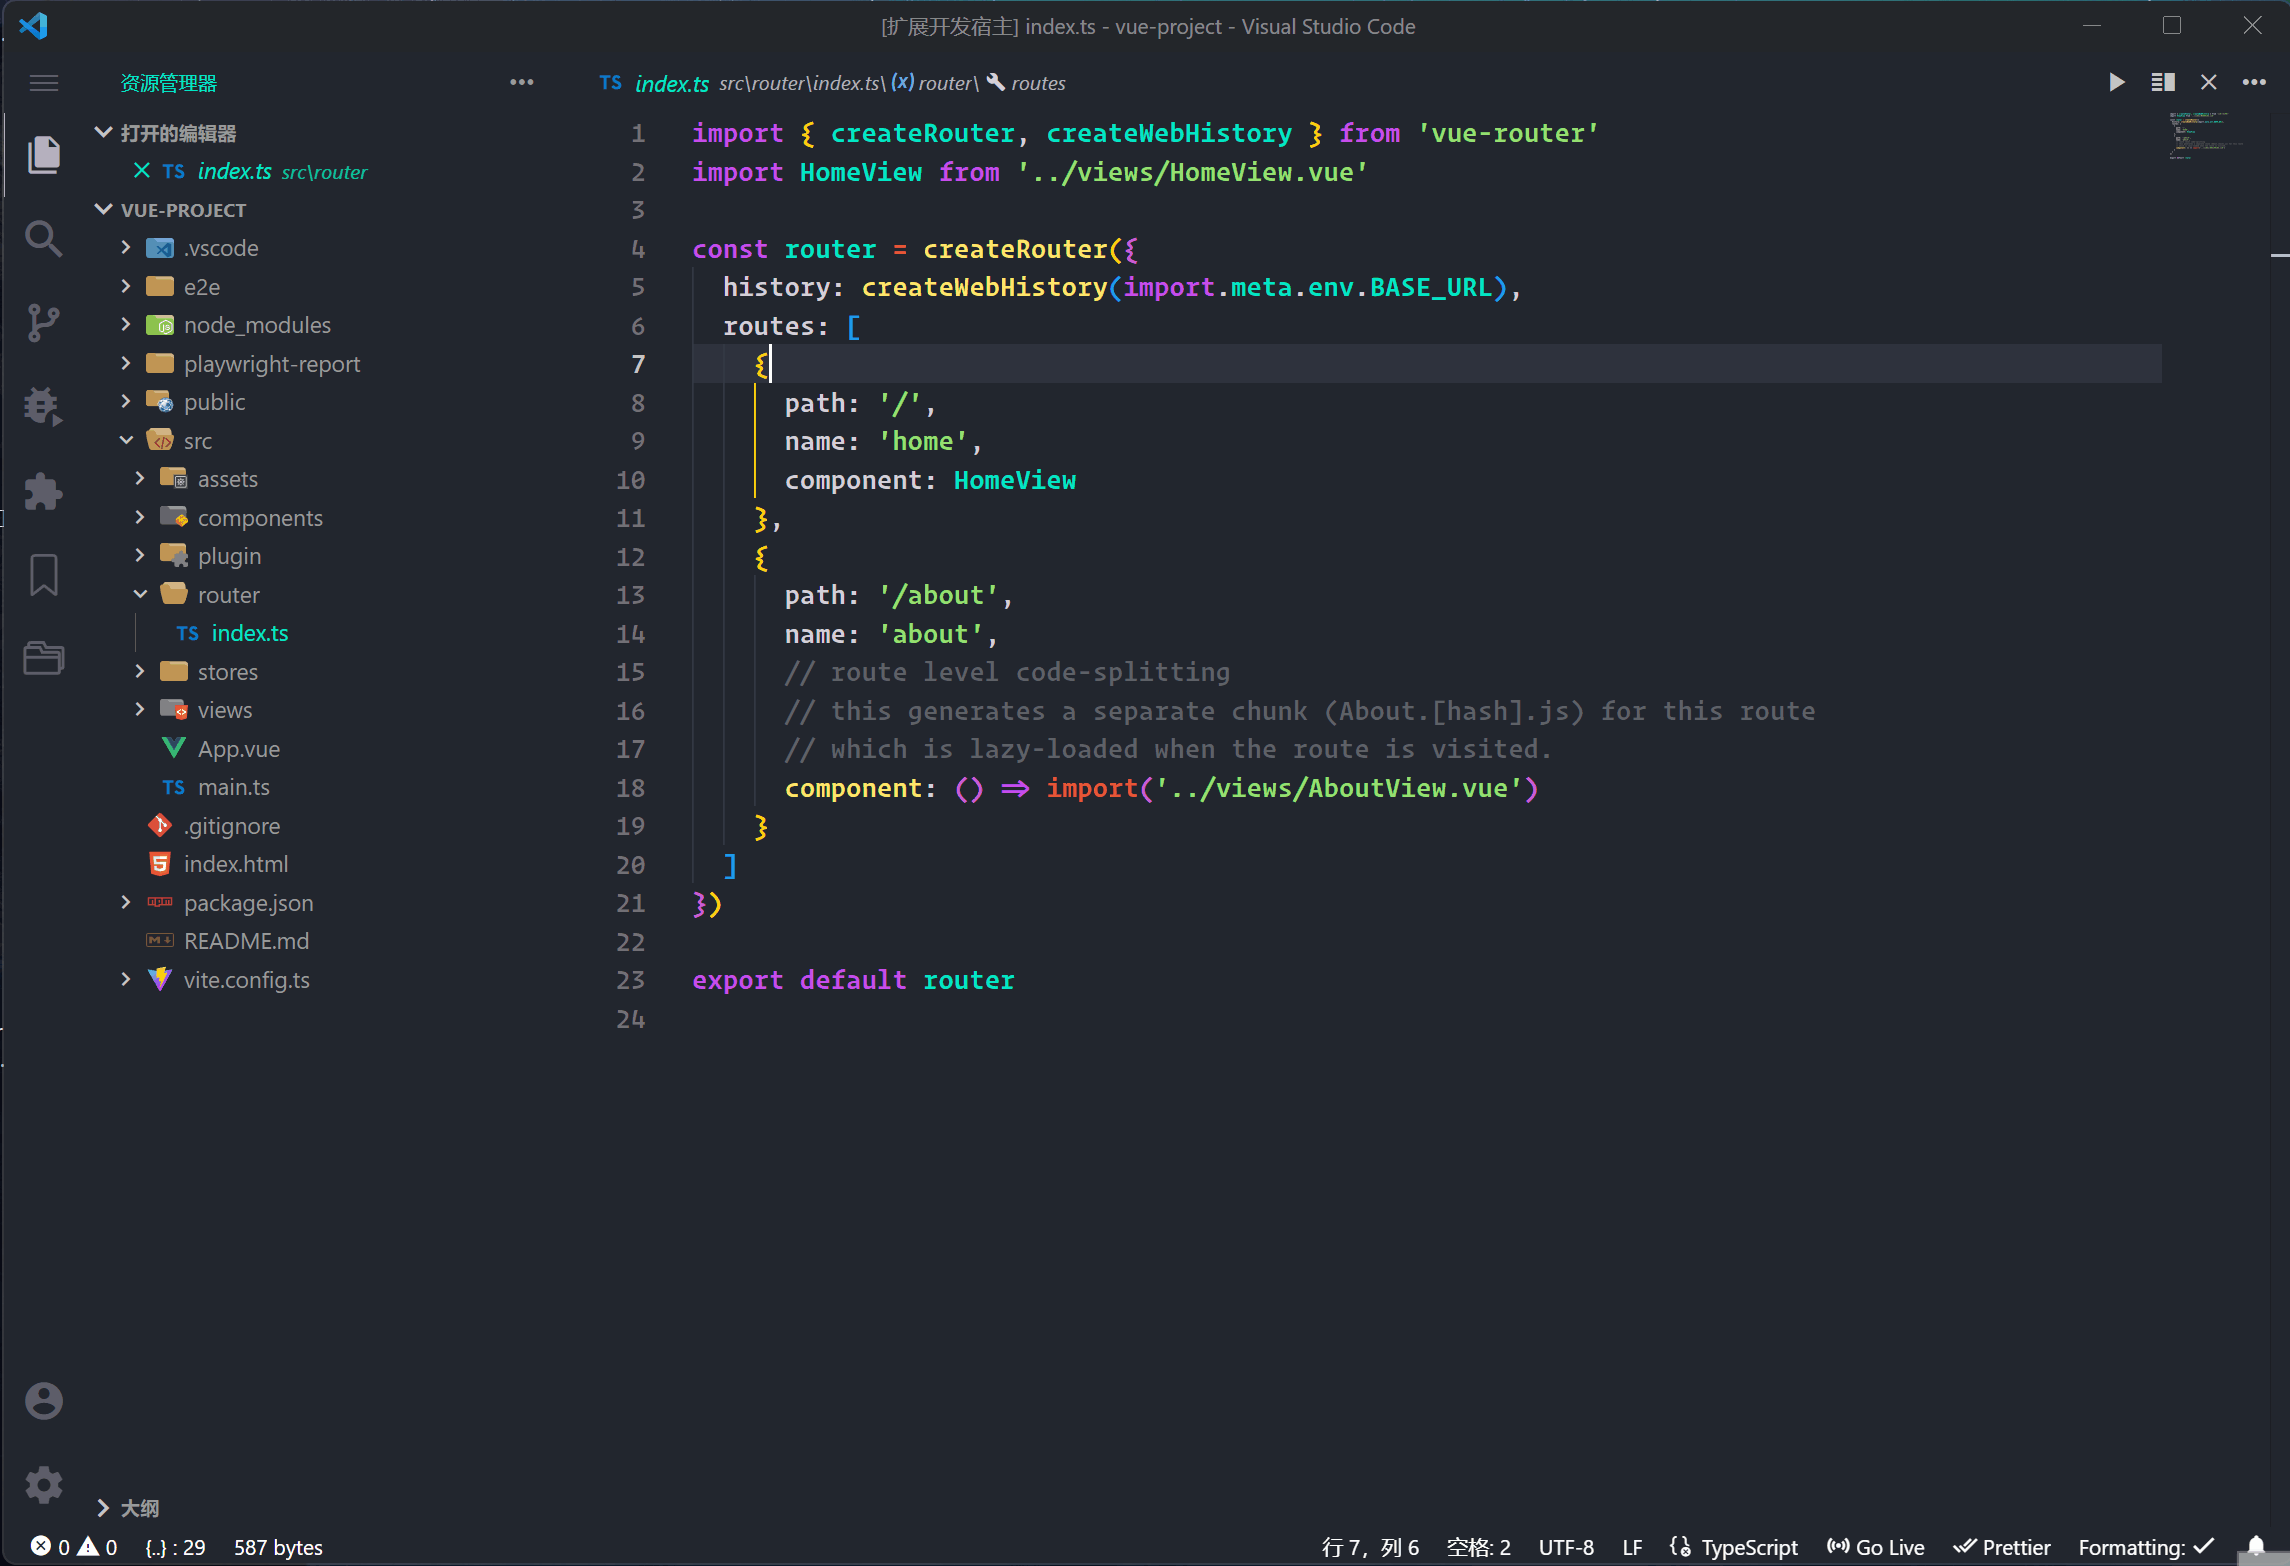 [扩展开发宿主] index.ts - vue-project - Visual Studio Code
资源管理器
打开的编辑器
TS index.ts src\router
VUE-PROJECT
.vscode
e2e
node_modules
playwright-report
public
src
assets
components
plugin
router
TS index.ts
stores
views
App.vue
TS main.ts
.gitignore
index.html
package.json
README.md
vite.config.ts
大纲
TS index.ts src\router\index.ts\ (x) router\ routes
1 import { createRouter, createWebHistory } from 'vue-router'
2 import HomeView from '../views/HomeView.vue'
3
4 const router = createRouter({
5 history: createWebHistory(import.meta.env.BASE_URL),
6 routes: [
7 {
8 path: '/',
9 name: 'home',
10 component: HomeView
11 },
12 {
13 path: '/about',
14 name: 'about',
15 // route level code-splitting
16 // this generates a separate chunk (About.[hash].js) for this route
17 // which is lazy-loaded when the route is visited.
18 component: () => import('../views/AboutView.vue')
19 }
20 ]
21 })
22
23 export default router
24
0 0 {..} : 29 587 bytes 行 7，列 6 空格: 2 UTF-8 LF TypeScript Go Live Prettier Formatting: